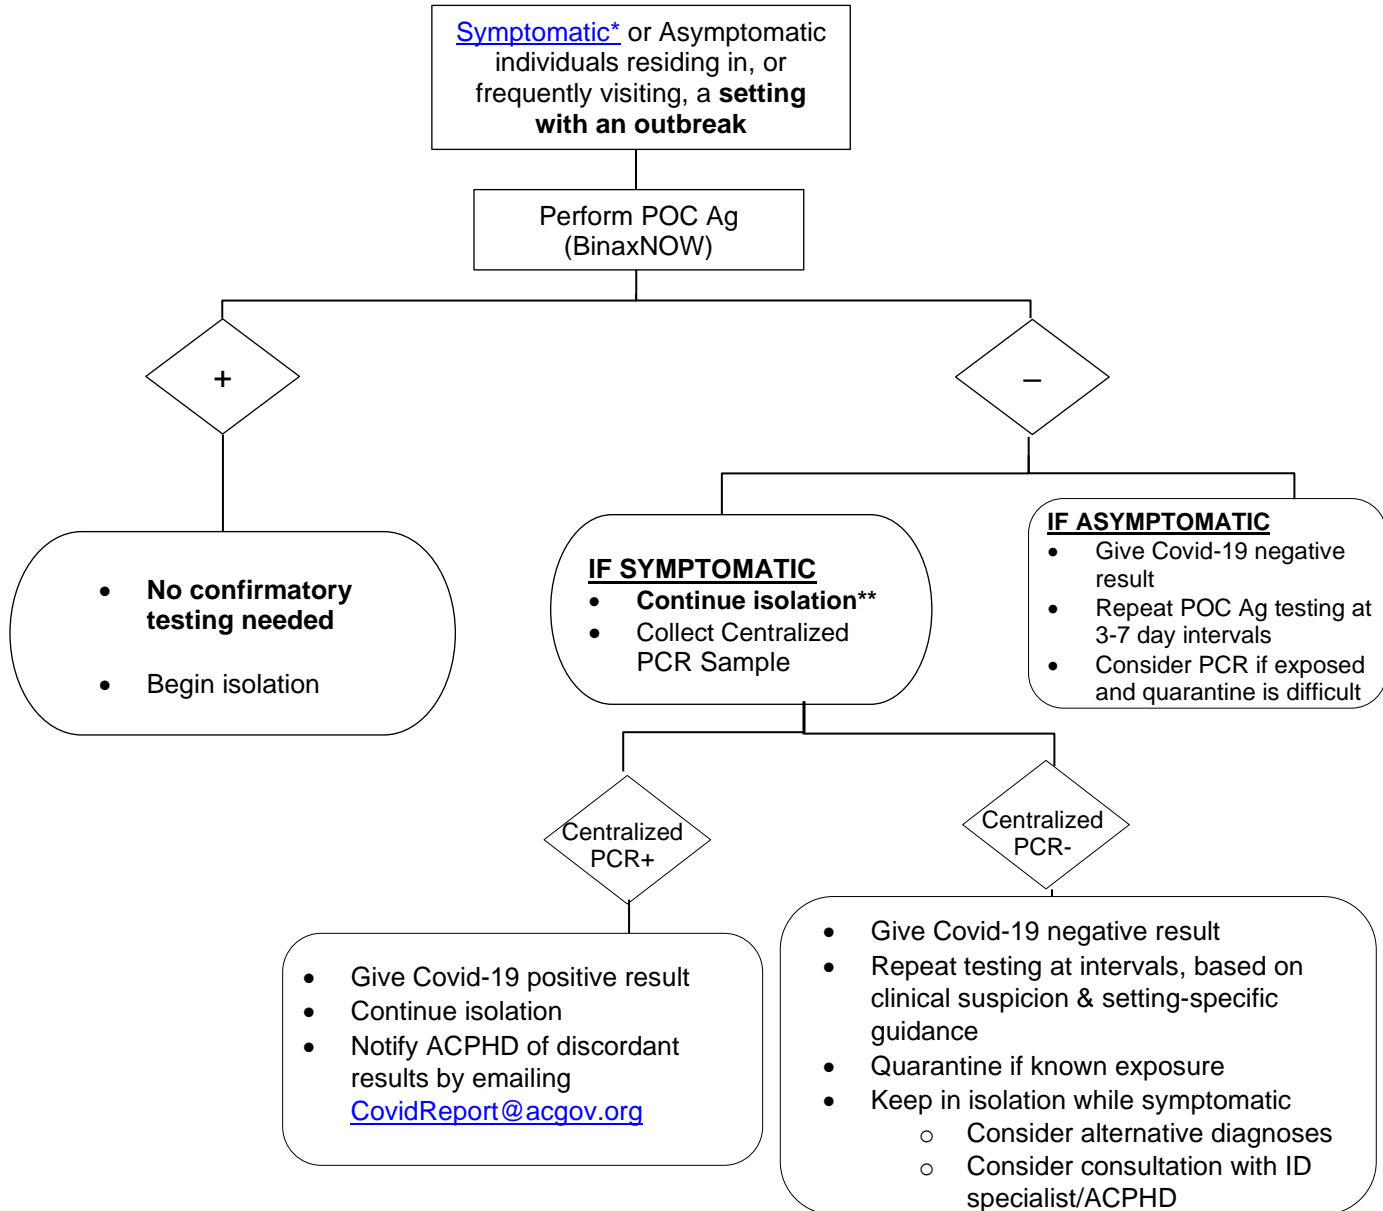 Symptomatic* or Asymptomatic
individuals residing in, or
frequently visiting, a setting
with an outbreak
Perform POC Ag
(BinaxNOW)
+
–
• No confirmatory
testing needed
• Begin isolation
IF SYMPTOMATIC
• Continue isolation**
• Collect Centralized
PCR Sample
IF ASYMPTOMATIC
• Give Covid-19 negative
result
• Repeat POC Ag testing at
3-7 day intervals
• Consider PCR if exposed
and quarantine is difficult
Centralized
PCR+
Centralized
PCR-
• Give Covid-19 positive result
• Continue isolation
• Notify ACPHD of discordant
results by emailing
CovidReport@acgov.org
• Give Covid-19 negative result
• Repeat testing at intervals, based on
clinical suspicion & setting-specific
guidance
• Quarantine if known exposure
• Keep in isolation while symptomatic
o Consider alternative diagnoses
o Consider consultation with ID
specialist/ACPHD